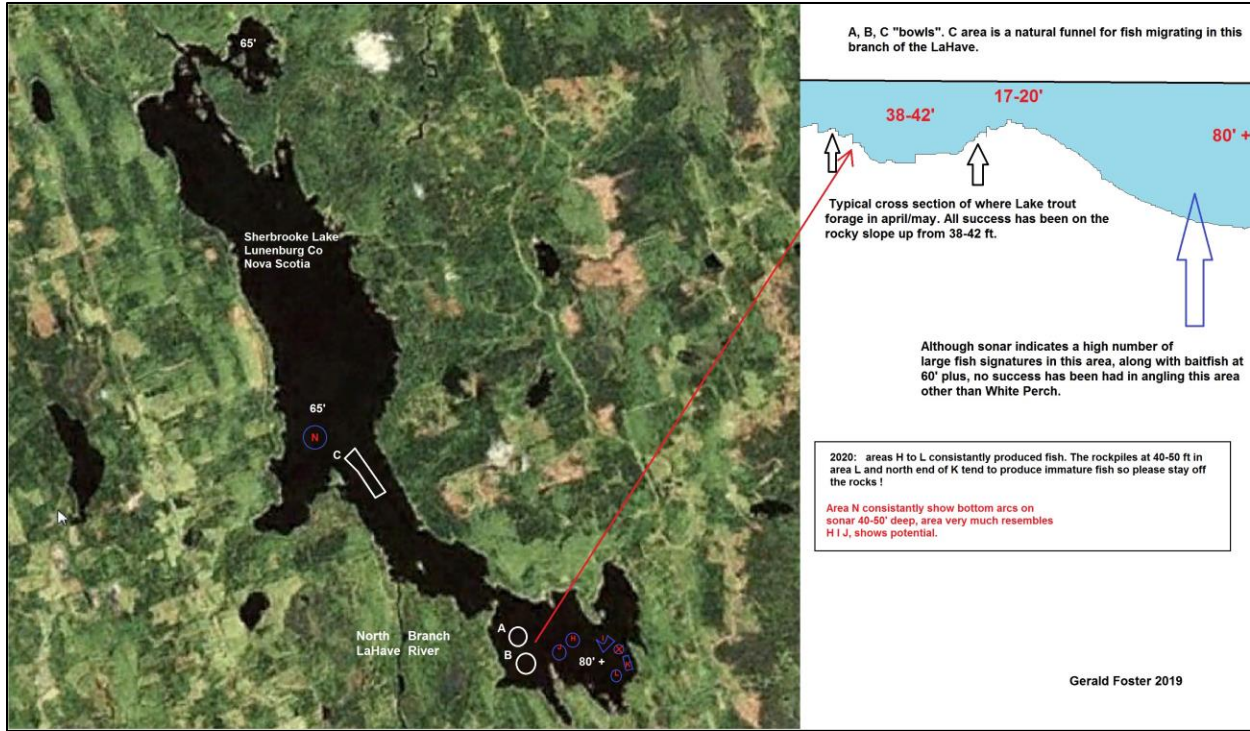 65'
Sherbrooke Lake
Lunenburg Co
Nova Scotia
65'
N
C
North Branch
LaHave River
A
B
J
H
I
80' +
K
L
A, B, C "bowls". C area is a natural funnel for fish migrating in this
branch of the LaHave.
17-20'
38-42'
80' +
Typical cross section of where Lake trout
forage in april/may. All success has been on the
rocky slope up from 38-42 ft.
Although sonar indicates a high number of
large fish signatures in this area, along with baitfish at
60' plus, no success has been had in angling this area
other than White Perch.
2020: areas H to L consistantly produced fish. The rockpiles at 40-50 ft in
area L and north end of K tend to produce immature fish so please stay off
the rocks !
Area N consistantly show bottom arcs on
sonar 40-50' deep, area very much resembles
H I J, shows potential.
Gerald Foster 2019